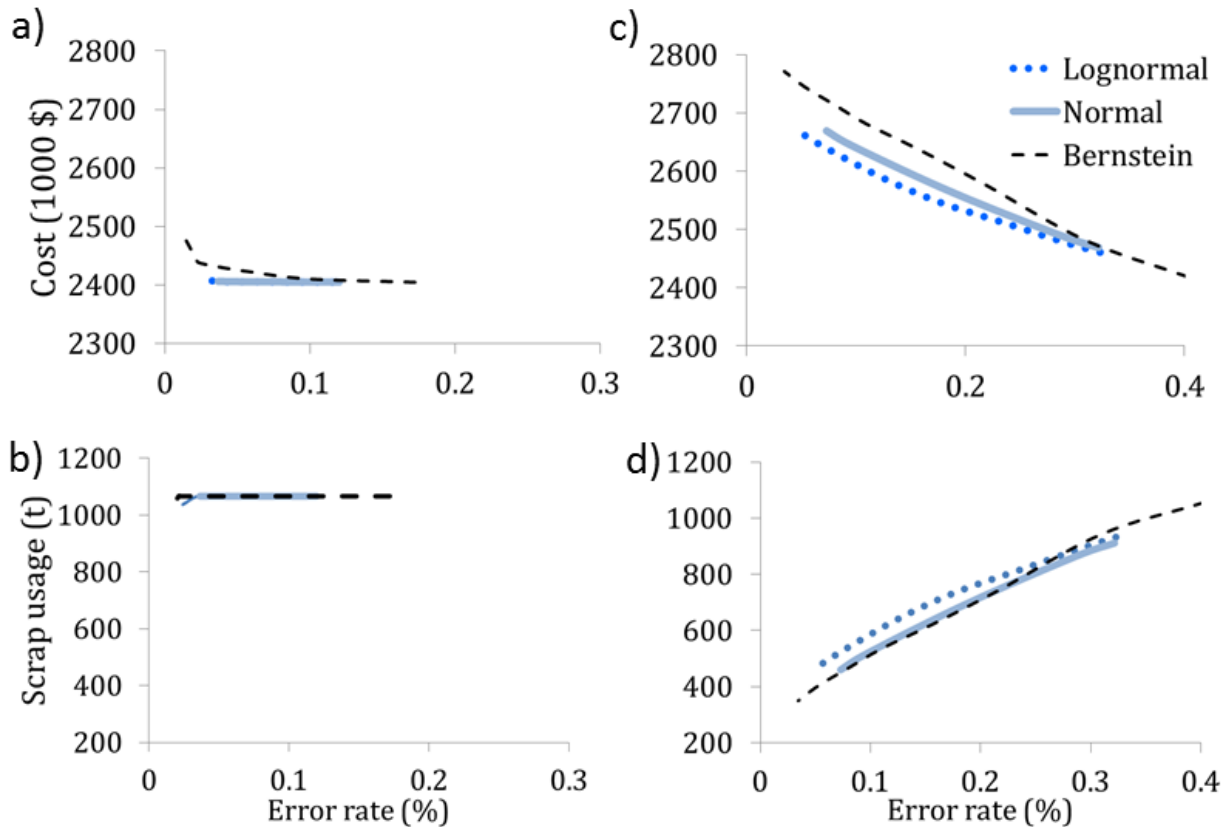 a)
2800
2700
2600
2500
2400
2300
Cost (1000 $)
0 0.1 0.2 0.3
c)
2800
2700
2600
2500
2400
2300
0 0.2 0.4
Lognormal
Normal
Bernstein
b)
1200
1000
800
600
400
200
Scrap usage (t)
0 0.1 0.2 0.3
Error rate (%)
d)
1200
1000
800
600
400
200
0 0.1 0.2 0.3 0.4
Error rate (%)